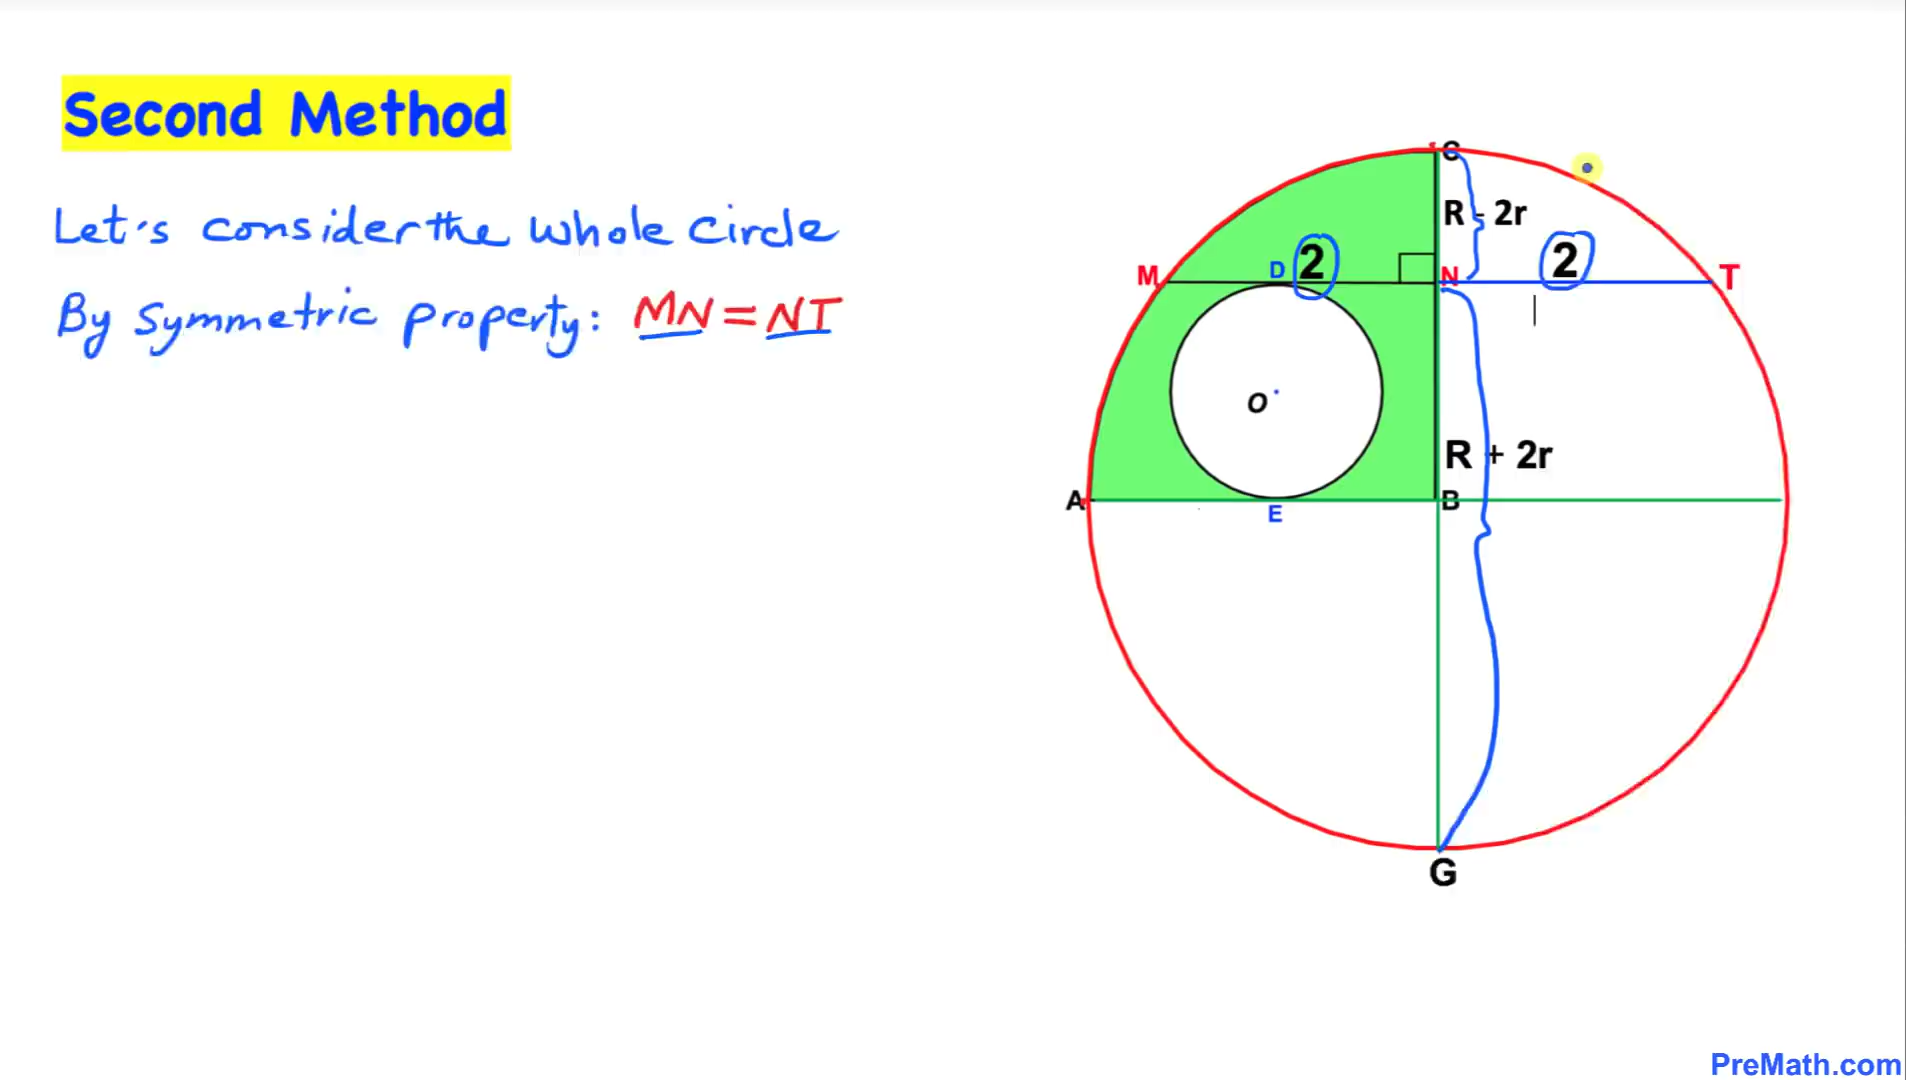 Second Method
Let's consider the whole circle
By symmetric property: MN = NT
C
R - 2r
M D 2 N 2 T
O
R + 2r
A B
E
G
PreMath.com